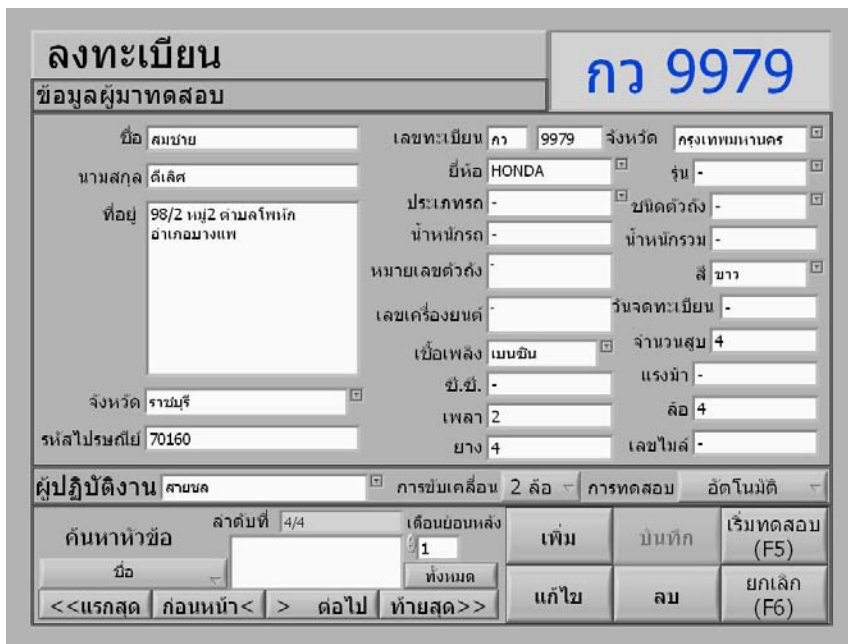 ลงทะเบียน
กว 9979
ข้อมูลผู้มาทดสอบ
ชื่อ สมชาย เลขทะเบียน กว 9979 จังหวัด กรุงเทพมหานคร
นามสกุล ดีเลิศ ยี่ห้อ HONDA รุ่น -
ที่อยู่ 98/2 หมู่2 ตำบลโพหัก ประเภทรถ - ชนิดตัวถัง -
อำเภอบางแพ น้ำหนักรถ - น้ำหนักรวม -
หมายเลขตัวถัง - สี ขาว
เลขเครื่องยนต์ - วันจดทะเบียน -
เชื้อเพลิง เบนซิน จำนวนสูบ 4
จังหวัด ราชบุรี ซี.ซี. - แรงม้า -
เพลา 2 ล้อ 4
รหัสไปรษณีย์ 70160 ยาง 4 เลขไมล์ -
ผู้ปฏิบัติงาน สายชล การขับเคลื่อน 2 ล้อ การทดสอบ อัตโนมัติ
ค้นหาหัวข้อ ลำดับที่ 4/4 เดือนย้อนหลัง 1 เพิ่ม บันทึก เริ่มทดสอบ (F5)
ชื่อ ทั้งหมด
<<แรกสุด ก่อนหน้า< > ต่อไป ท้ายสุด>> แก้ไข ลบ ยกเลิก (F6)